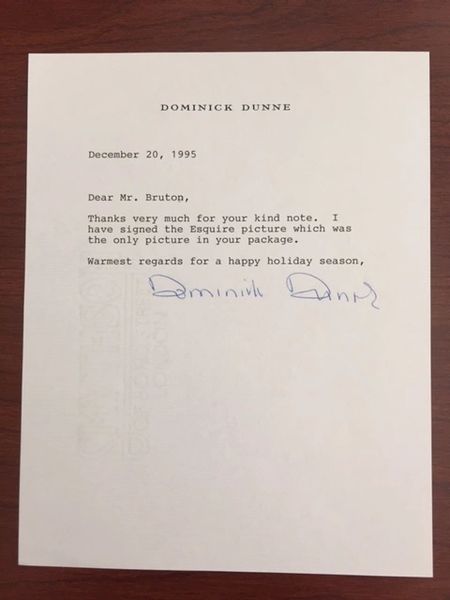 DOMINICK DUNNE
December 20, 1995
Dear Mr. Bruton,
Thanks very much for your kind note. I
have signed the Esquire picture which was
the only picture in your package.
Warmest regards for a happy holiday season,
Dominick Dunne